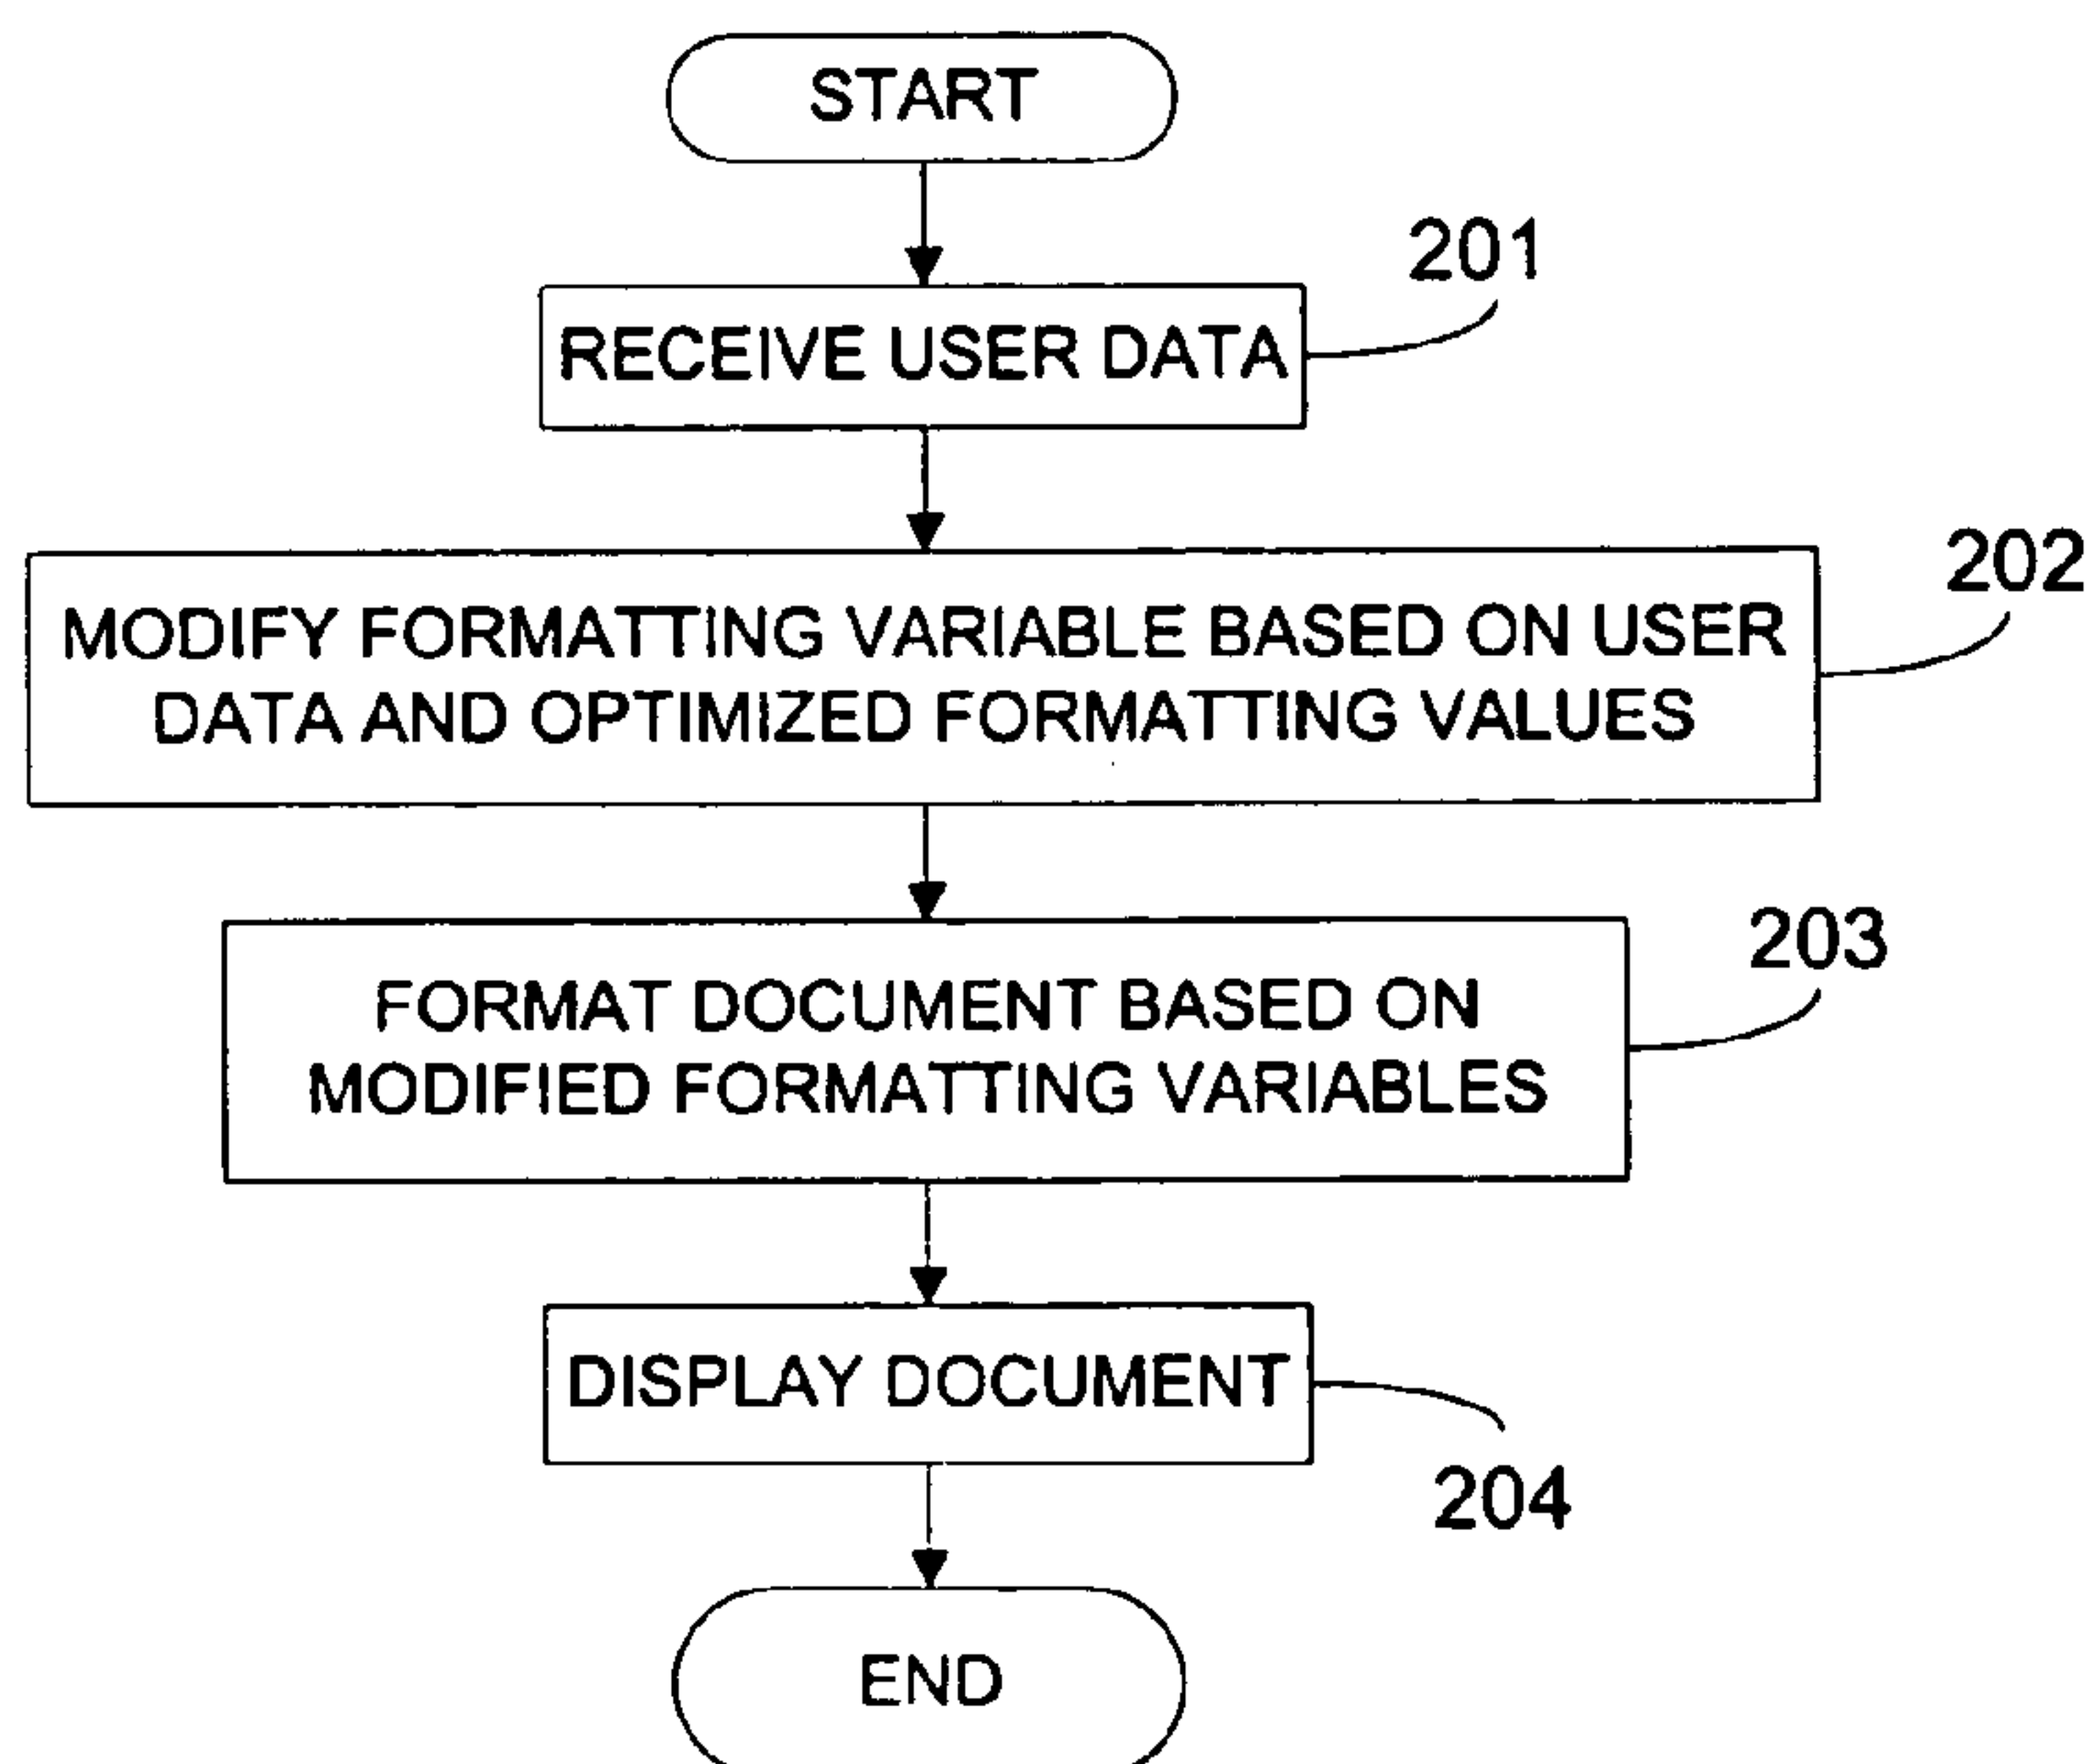 START
201
RECEIVE USER DATA
202
MODIFY FORMATTING VARIABLE BASED ON USER
DATA AND OPTIMIZED FORMATTING VALUES
203
FORMAT DOCUMENT BASED ON
MODIFIED FORMATTING VARIABLES
DISPLAY DOCUMENT
204
END